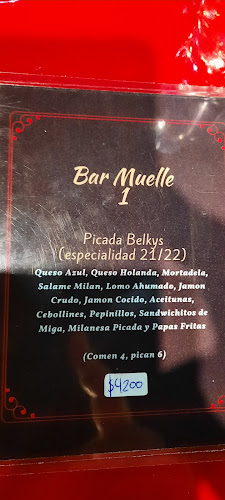 Bar Muelle
1
Picada Belkys
(especialidad 21/22)
Queso Azul, Queso Holanda, Mortadela,
Salame Milan, Lomo Ahumado, Jamon
Crudo, Jamon Cocido, Aceitunas,
Cebollines, Pepinillos, Sandwichitos de
Miga, Milanesa Picada y Papas Fritas
(Comen 4, pican 6)
$4200